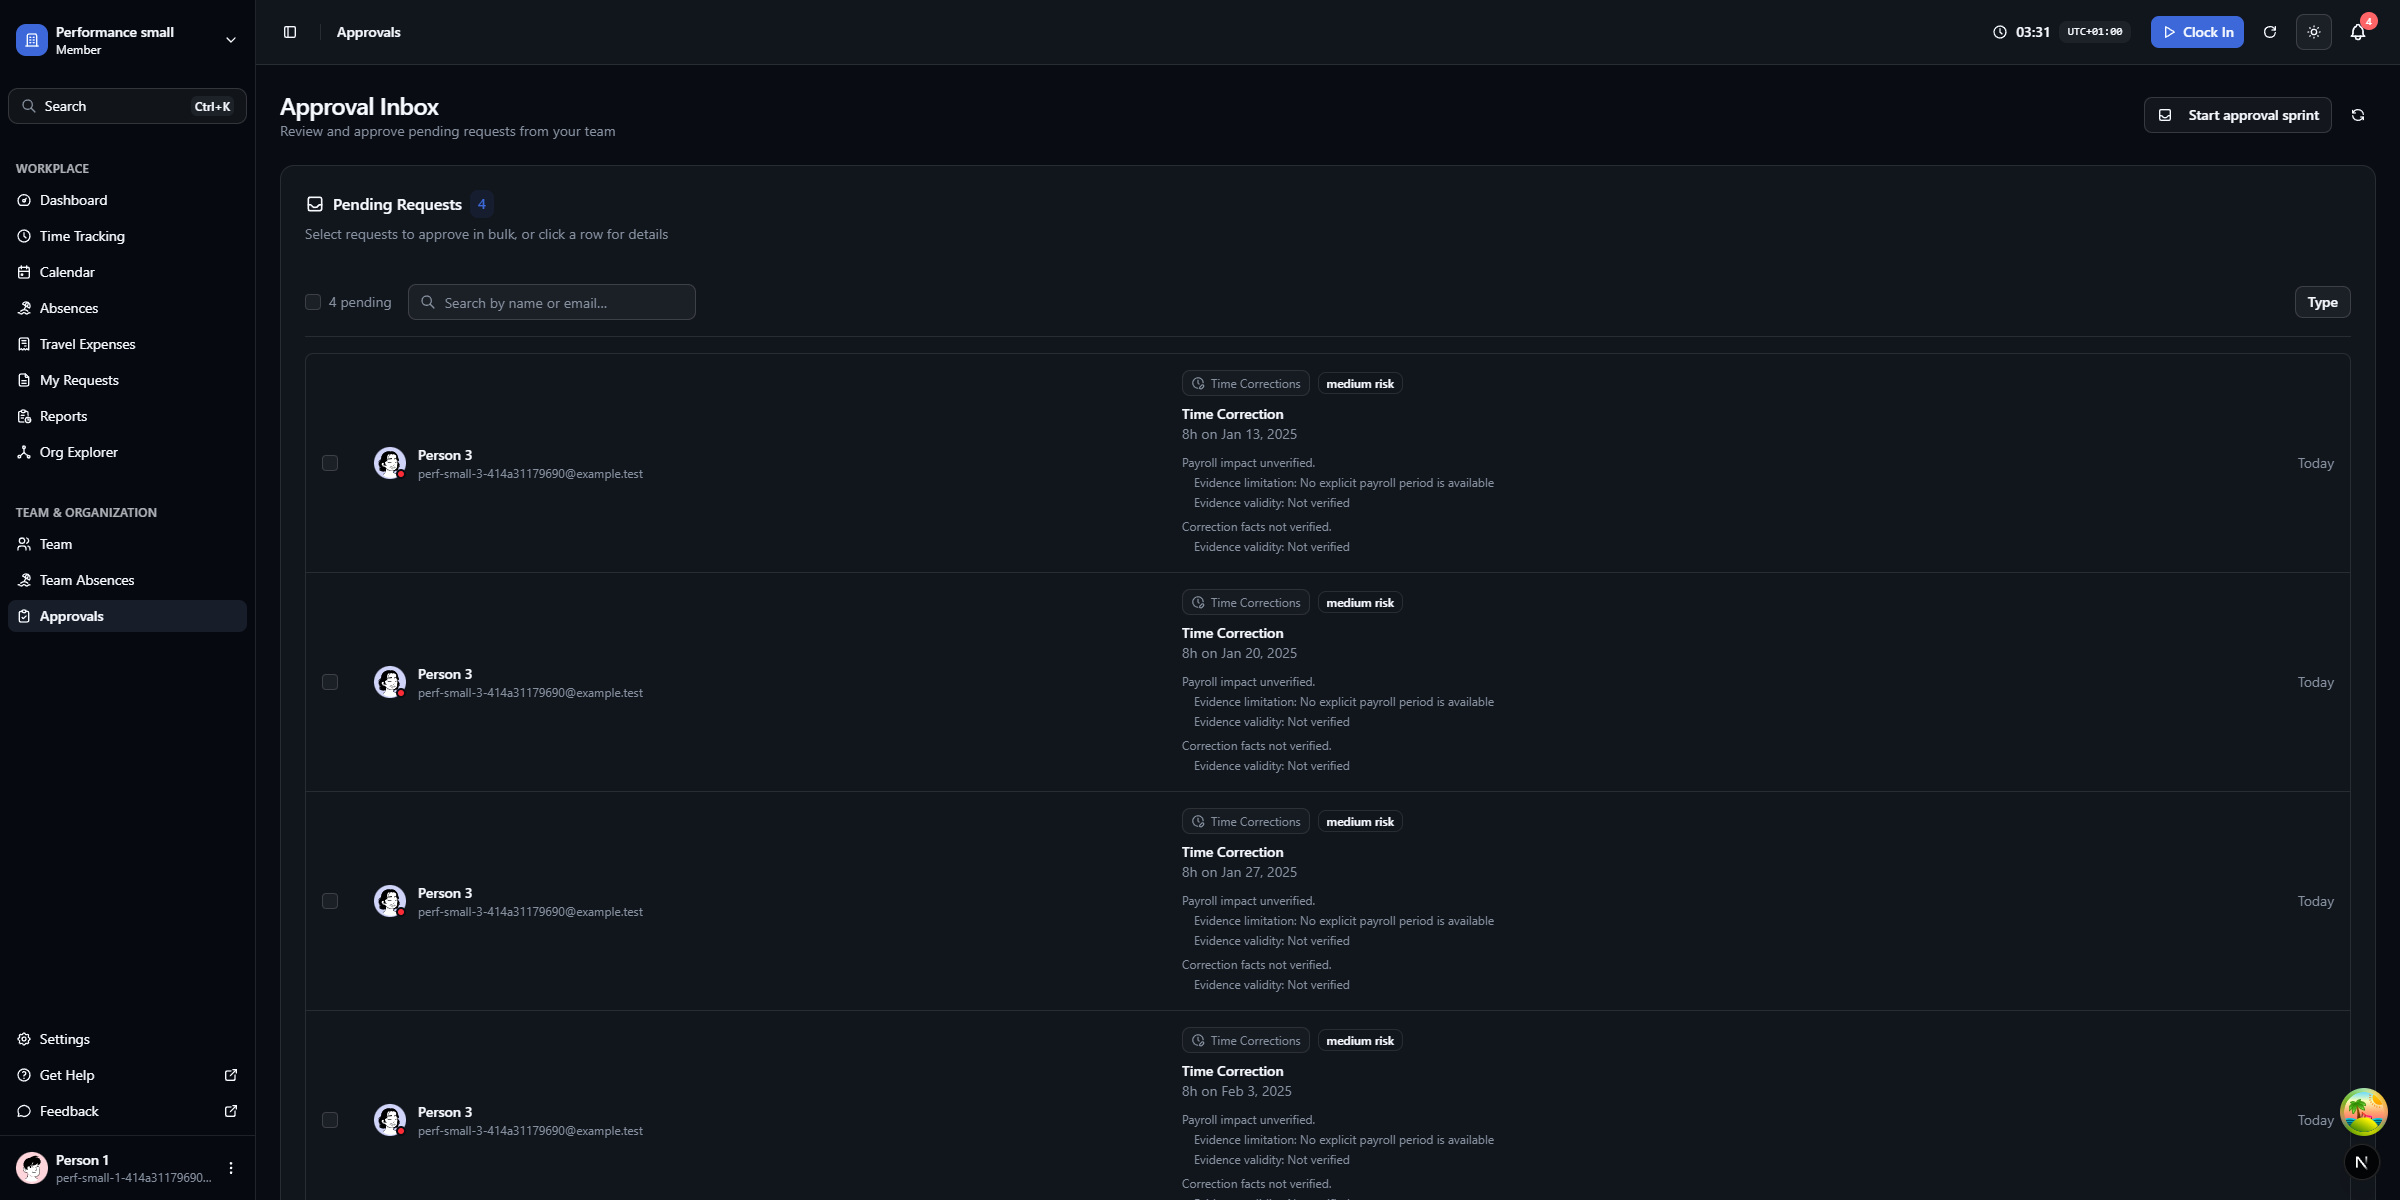 Performance small
Member
Search
Ctrl+K
WORKPLACE
Dashboard
Time Tracking
Calendar
Absences
Travel Expenses
My Requests
Reports
Org Explorer
TEAM & ORGANIZATION
Team
Team Absences
Approvals
Settings
Get Help
Feedback
Person 1
perf-small-1-414a31179690...
Approvals
03:31
UTC+01:00
Clock In
4
Approval Inbox
Review and approve pending requests from your team
Start approval sprint
Pending Requests 4
Select requests to approve in bulk, or click a row for details
4 pending
Search by name or email...
Type
Person 3
perf-small-3-414a31179690@example.test
Time Corrections
medium risk
Time Correction
8h on Jan 13, 2025
Payroll impact unverified.
Evidence limitation: No explicit payroll period is available
Evidence validity: Not verified
Correction facts not verified.
Evidence validity: Not verified
Today
Person 3
perf-small-3-414a31179690@example.test
Time Corrections
medium risk
Time Correction
8h on Jan 20, 2025
Payroll impact unverified.
Evidence limitation: No explicit payroll period is available
Evidence validity: Not verified
Correction facts not verified.
Evidence validity: Not verified
Today
Person 3
perf-small-3-414a31179690@example.test
Time Corrections
medium risk
Time Correction
8h on Jan 27, 2025
Payroll impact unverified.
Evidence limitation: No explicit payroll period is available
Evidence validity: Not verified
Correction facts not verified.
Evidence validity: Not verified
Today
Person 3
perf-small-3-414a31179690@example.test
Time Corrections
medium risk
Time Correction
8h on Feb 3, 2025
Payroll impact unverified.
Evidence limitation: No explicit payroll period is available
Evidence validity: Not verified
Correction facts not verified.
Today
N